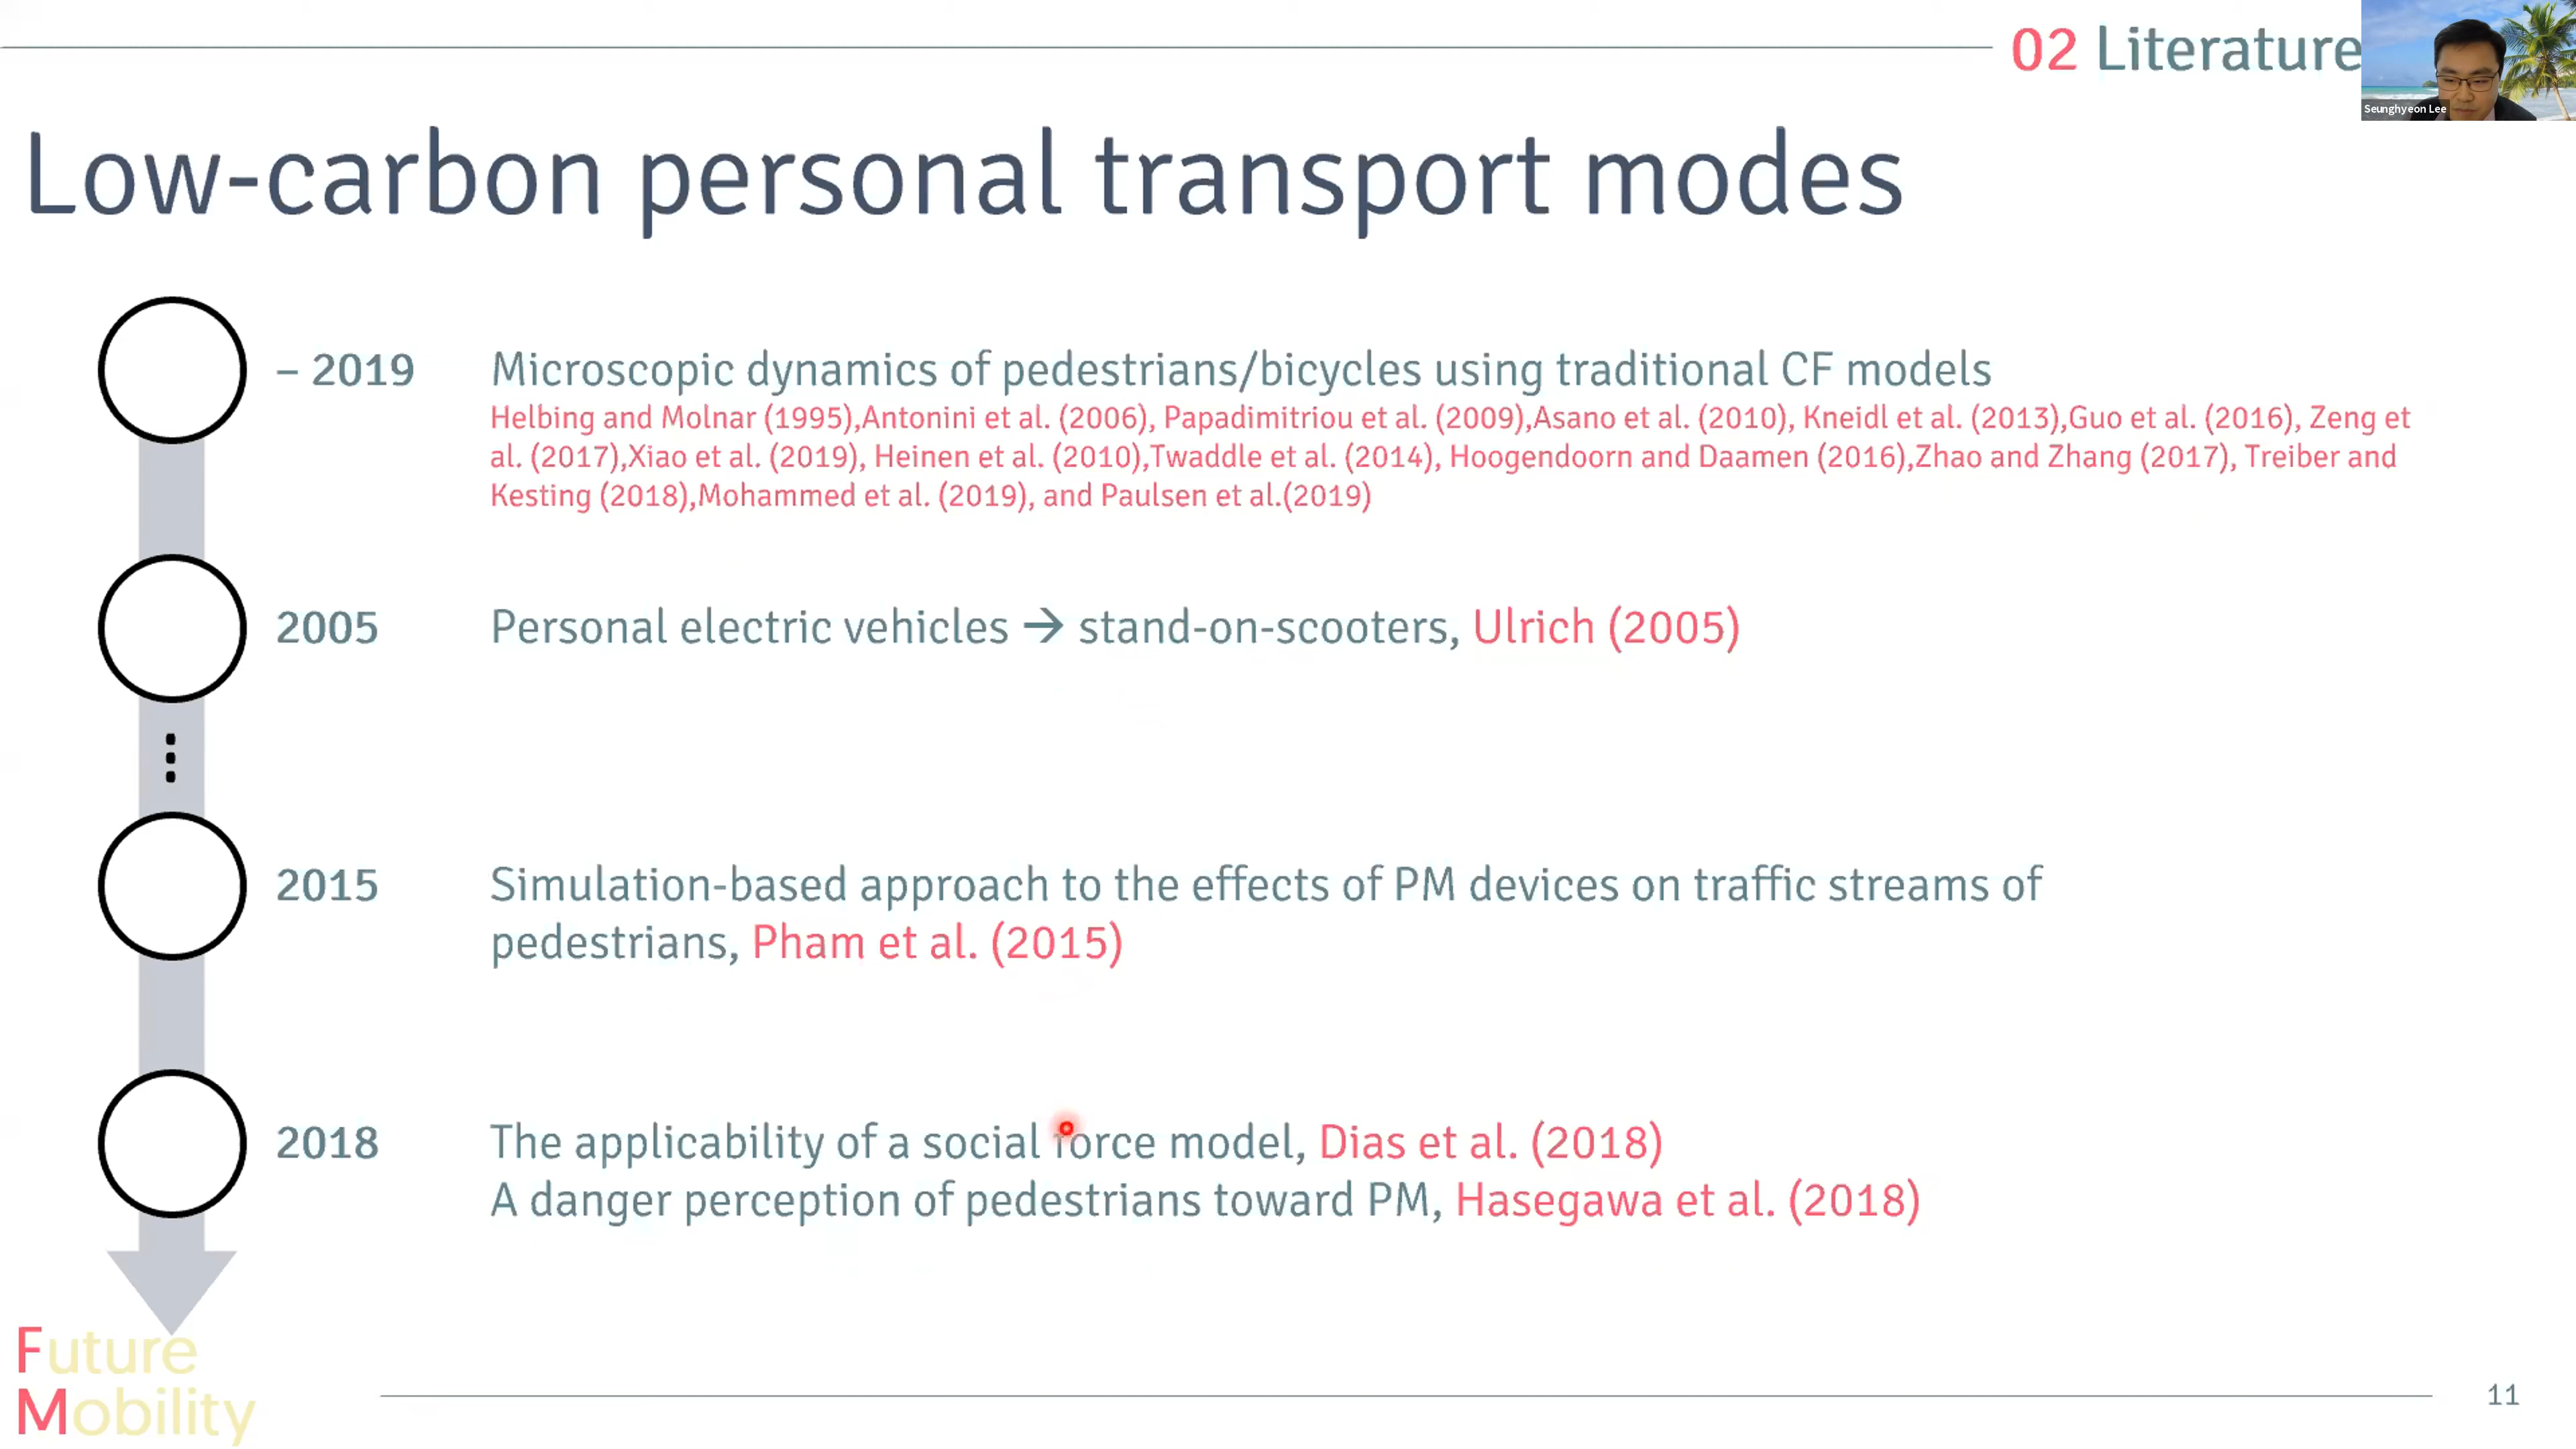 02 Literature
Seunghyeon Lee
Low-carbon personal transport modes
– 2019
Microscopic dynamics of pedestrians/bicycles using traditional CF models
Helbing and Molnar (1995),Antonini et al. (2006), Papadimitriou et al. (2009),Asano et al. (2010), Kneidl et al. (2013),Guo et al. (2016), Zeng et
al. (2017),Xiao et al. (2019), Heinen et al. (2010),Twaddle et al. (2014), Hoogendoorn and Daamen (2016),Zhao and Zhang (2017), Treiber and
Kesting (2018),Mohammed et al. (2019), and Paulsen et al.(2019)
2005
Personal electric vehicles → stand-on-scooters, Ulrich (2005)
⋮
2015
Simulation-based approach to the effects of PM devices on traffic streams of
pedestrians, Pham et al. (2015)
2018
The applicability of a social force model, Dias et al. (2018)
A danger perception of pedestrians toward PM, Hasegawa et al. (2018)
Future
Mobility
11